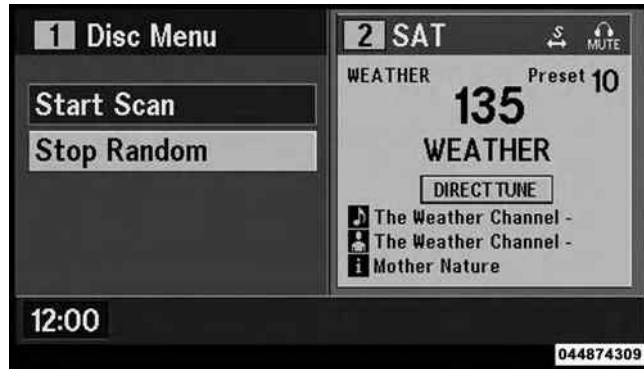 1 Disc Menu
Start Scan
Stop Random
2 SAT
S
MUTE
WEATHER Preset 10
135
WEATHER
DIRECT TUNE
The Weather Channel -
The Weather Channel -
i Mother Nature
12:00
044874309